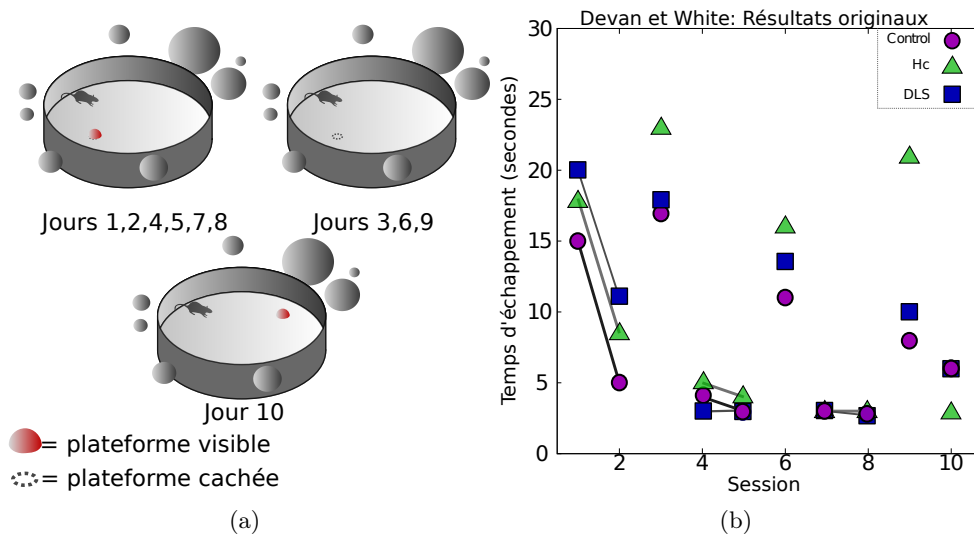 Jours 1,2,4,5,7,8
Jours 3,6,9
Jour 10
= plateforme visible
= plateforme cachée
(a)
Devan et White: Résultats originaux
Control
Hc
DLS
Temps d'échappement (secondes)
30
25
20
15
10
5
0
2 4 6 8 10
Session
(b)